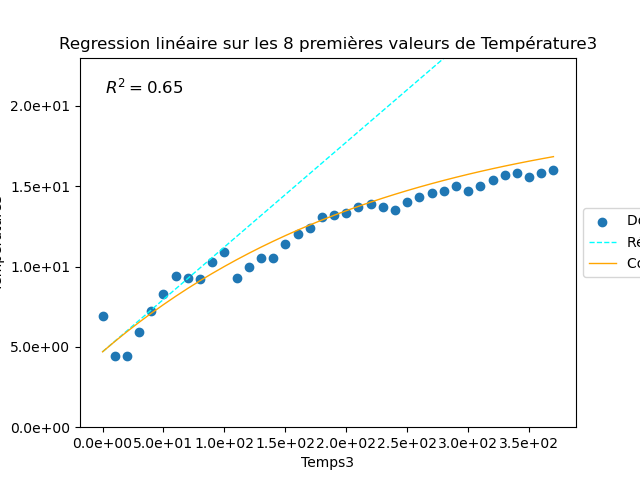 Regression linéaire sur les 8 premières valeurs de Température3
R² = 0.65
2.0e+01
1.5e+01
1.0e+01
5.0e+00
0.0e+00
0.0e+00 5.0e+01 1.0e+02 1.5e+02 2.0e+02 2.5e+02 3.0e+02 3.5e+02
Temps3